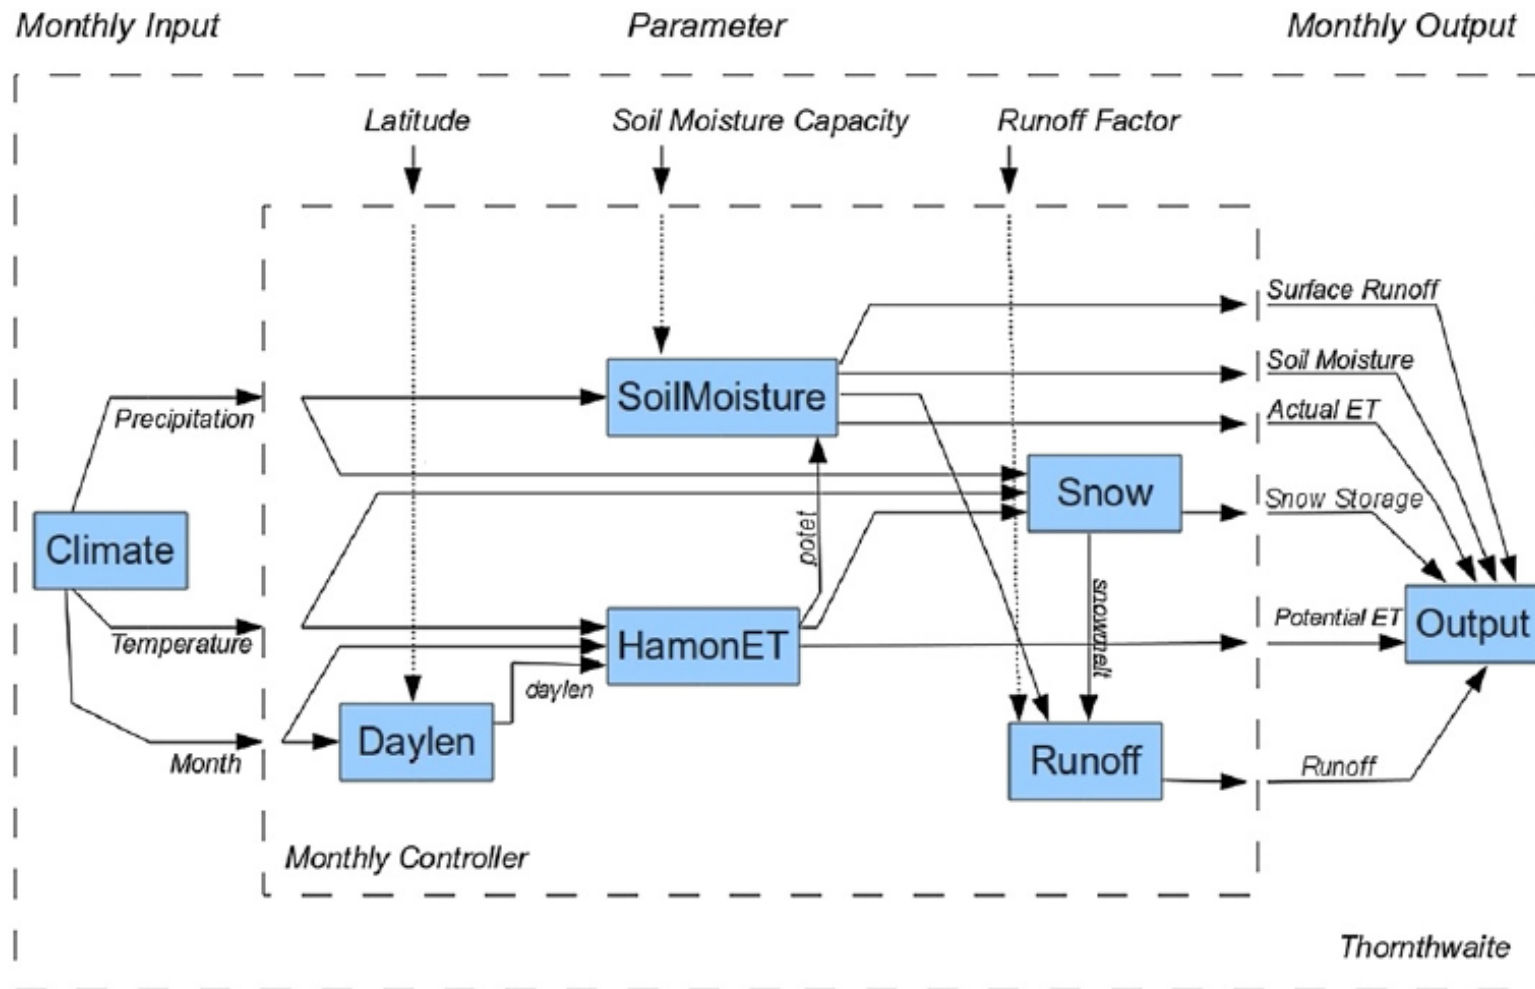 Monthly Input
Parameter
Monthly Output
Latitude
Soil Moisture Capacity
Runoff Factor
Surface Runoff
Soil Moisture
Actual ET
Snow Storage
Potential ET
Runoff
Precipitation
SoilMoisture
Snow
Climate
potet
snowmelt
Temperature
HamonET
Output
daylen
Daylen
Month
Runoff
Monthly Controller
Thornthwaite